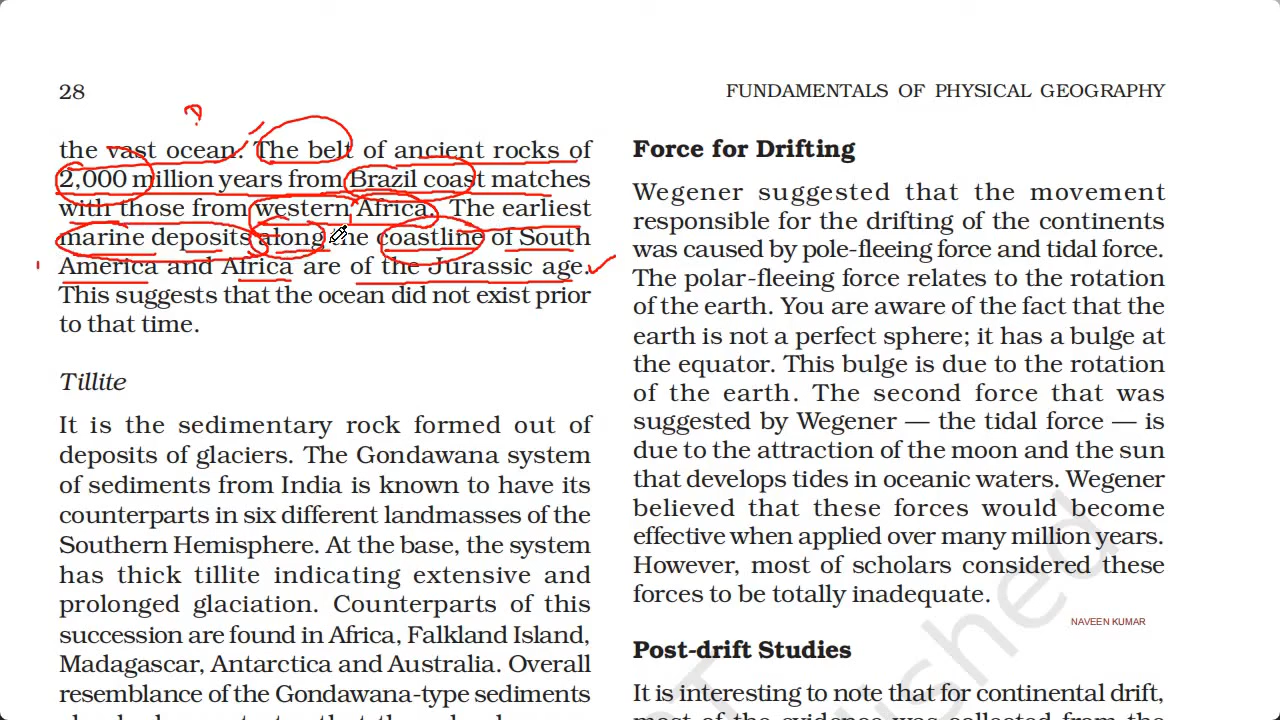 28
FUNDAMENTALS OF PHYSICAL GEOGRAPHY
the vast ocean. The belt of ancient rocks of
2,000 million years from Brazil coast matches
with those from western Africa. The earliest
marine deposits along the coastline of South
America and Africa are of the Jurassic age.
This suggests that the ocean did not exist prior
to that time.
Tillite
It is the sedimentary rock formed out of
deposits of glaciers. The Gondawana system
of sediments from India is known to have its
counterparts in six different landmasses of the
Southern Hemisphere. At the base, the system
has thick tillite indicating extensive and
prolonged glaciation. Counterparts of this
succession are found in Africa, Falkland Island,
Madagascar, Antarctica and Australia. Overall
resemblance of the Gondawana-type sediments
Force for Drifting
Wegener suggested that the movement
responsible for the drifting of the continents
was caused by pole-fleeing force and tidal force.
The polar-fleeing force relates to the rotation
of the earth. You are aware of the fact that the
earth is not a perfect sphere; it has a bulge at
the equator. This bulge is due to the rotation
of the earth. The second force that was
suggested by Wegener — the tidal force — is
due to the attraction of the moon and the sun
that develops tides in oceanic waters. Wegener
believed that these forces would become
effective when applied over many million years.
However, most of scholars considered these
forces to be totally inadequate.
NAVEEN KUMAR
Post-drift Studies
It is interesting to note that for continental drift,
most of the evidence was collected from the